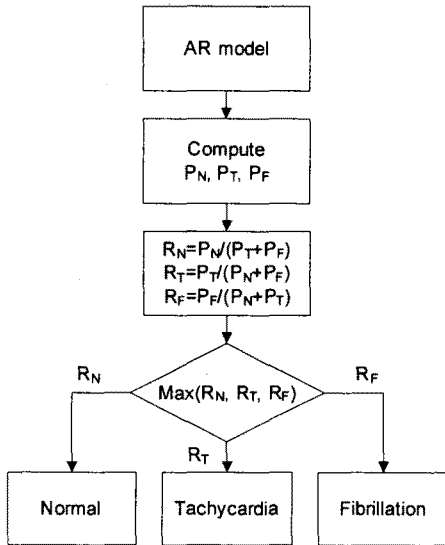 AR model
Compute
P_N, P_T, P_F
R_N=P_N/(P_T+P_F)
R_T=P_T/(P_N+P_F)
R_F=P_F/(P_N+P_T)
R_N
Max(R_N, R_T, R_F)
R_F
R_T
Normal
Tachycardia
Fibrillation